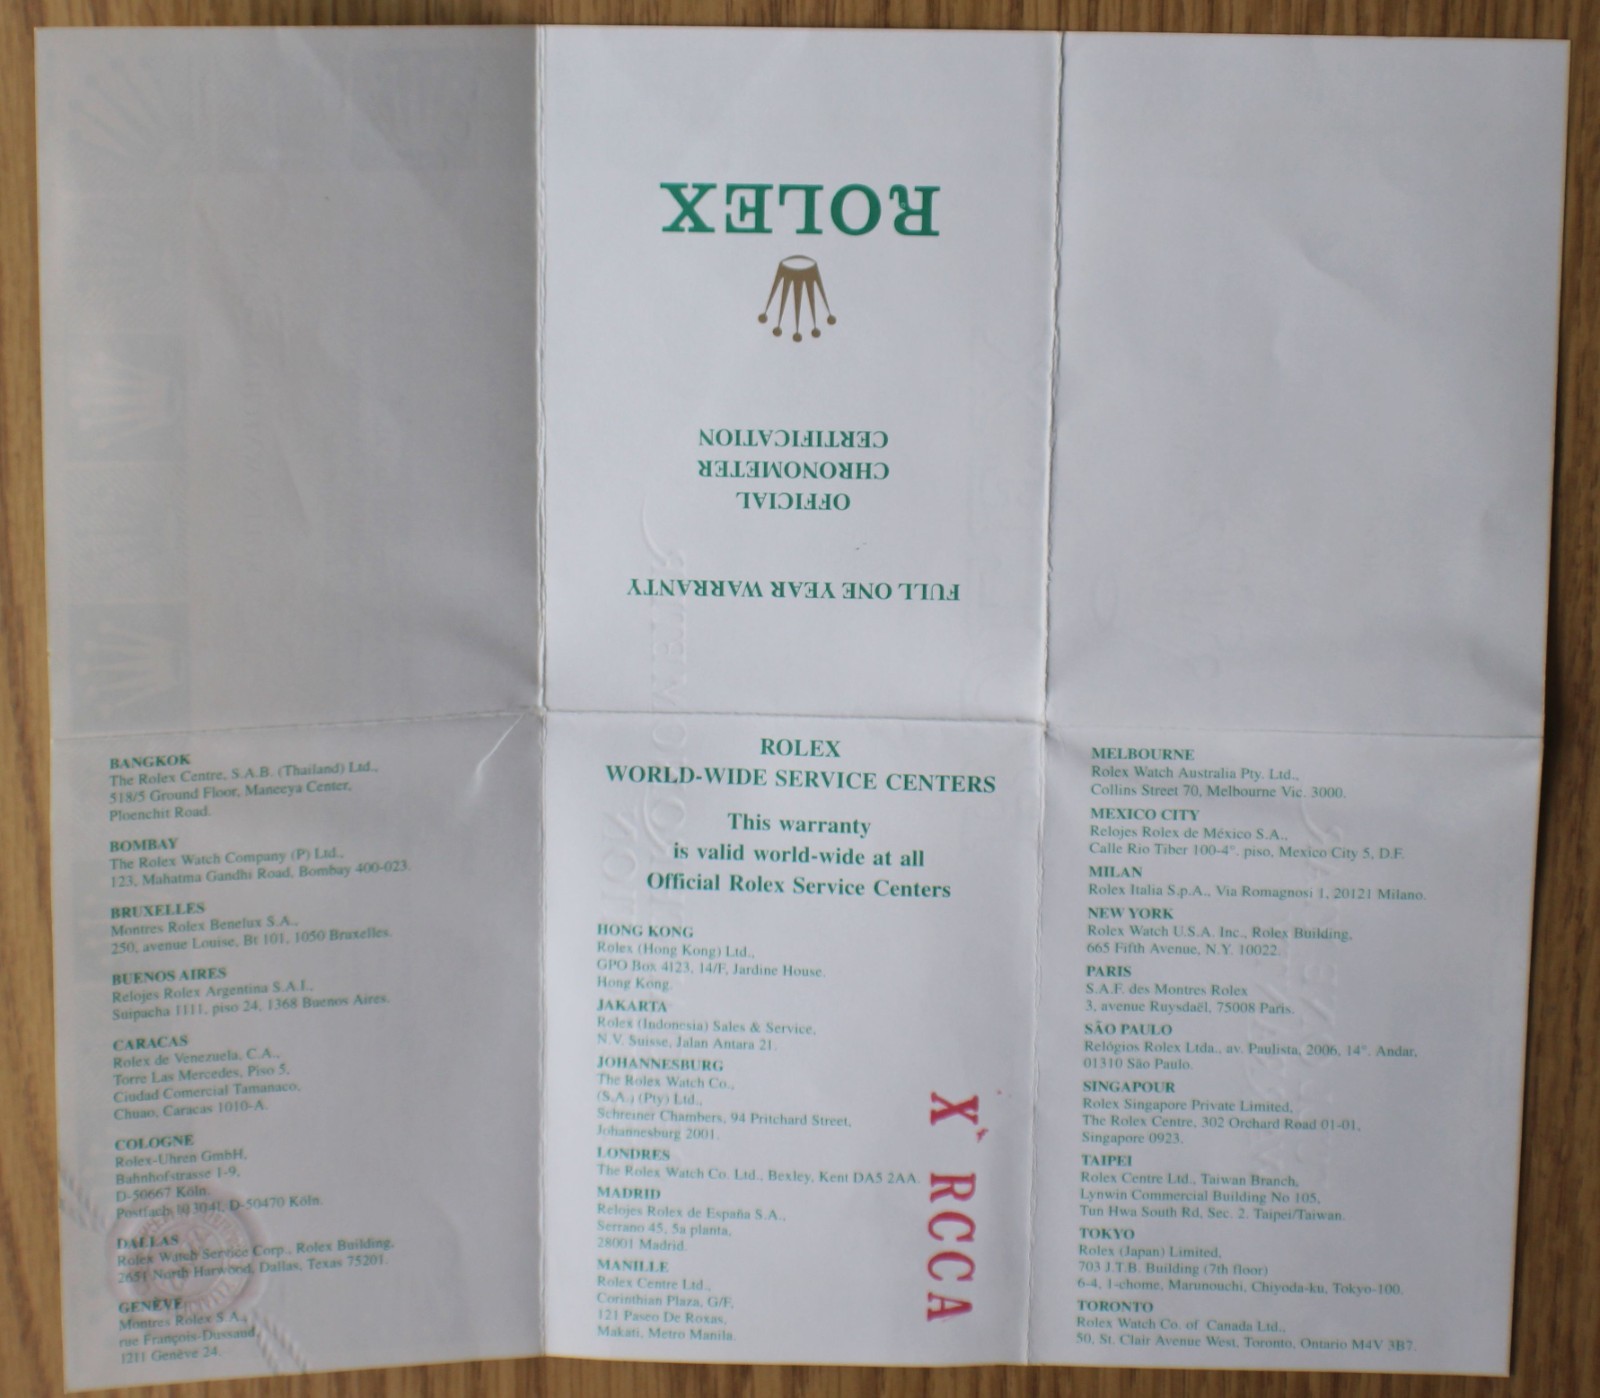 ROLEX
OFFICIAL
CHRONOMETER
CERTIFICATION
FULL ONE YEAR WARRANTY
BANGKOK
The Rolex Centre, S.A.B. (Thailand) Ltd.,
518/5 Ground Floor, Maneeya Center,
Ploenchit Road.
BOMBAY
The Rolex Watch Company (P) Ltd.,
123, Mahatma Gandhi Road, Bombay 400-023.
BRUXELLES
Montres Rolex Benelux S.A.,
250, avenue Louise, Bt 101, 1050 Bruxelles.
BUENOS AIRES
Relojes Rolex Argentina S.A.I.,
Suipacha 1111, piso 24, 1368 Buenos Aires.
CARACAS
Rolex de Venezuela, C.A.,
Torre Las Mercedes, Piso 5,
Ciudad Comercial Tamanaco,
Chuao, Caracas 1010-A.
COLOGNE
Rolex-Uhren GmbH,
Bahnhofstrasse 1-9,
D-50667 Köln.
Postfach 10 30 41, D-50470 Köln.
DALLAS
Rolex Watch Service Corp., Rolex Building,
2651 North Harwood, Dallas, Texas 75201.
GENÈVE
Montres Rolex S.A.,
rue François-Dussaud,
1211 Genève 24.
ROLEX
WORLD-WIDE SERVICE CENTERS
This warranty
is valid world-wide at all
Official Rolex Service Centers
HONG KONG
Rolex (Hong Kong) Ltd.,
GPO Box 4123, 14/F, Jardine House.
Hong Kong.
JAKARTA
Rolex (Indonesia) Sales & Service,
N.V. Suisse, Jalan Antara 21.
JOHANNESBURG
The Rolex Watch Co.,
(S.A.) (Pty) Ltd.,
Schreiner Chambers, 94 Pritchard Street,
Johannesburg 2001.
LONDRES
The Rolex Watch Co. Ltd., Bexley, Kent DA5 2AA.
MADRID
Relojes Rolex de España S.A.,
Serrano 45, 5a planta,
28001 Madrid.
MANILLE
Rolex Centre Ltd.,
Corinthian Plaza, G/F,
121 Paseo De Roxas,
Makati, Metro Manila.
X RCCA
MELBOURNE
Rolex Watch Australia Pty. Ltd.,
Collins Street 70, Melbourne Vic. 3000.
MEXICO CITY
Relojes Rolex de México S.A.,
Calle Rio Tiber 100-4°. piso, Mexico City 5, D.F.
MILAN
Rolex Italia S.p.A., Via Romagnosi 1, 20121 Milano.
NEW YORK
Rolex Watch U.S.A. Inc., Rolex Building,
665 Fifth Avenue, N.Y. 10022.
PARIS
S.A.F. des Montres Rolex
3, avenue Ruysdaël, 75008 Paris.
SÃO PAULO
Relógios Rolex Ltda., av. Paulista, 2006, 14°. Andar,
01310 São Paulo.
SINGAPOUR
Rolex Singapore Private Limited,
The Rolex Centre, 302 Orchard Road 01-01,
Singapore 0923.
TAIPEI
Rolex Centre Ltd., Taiwan Branch,
Lynwin Commercial Building No 105,
Tun Hwa South Rd, Sec. 2. Taipei/Taiwan.
TOKYO
Rolex (Japan) Limited,
703 J.T.B. Building (7th floor)
6-4, 1-chome, Marunouchi, Chiyoda-ku, Tokyo-100.
TORONTO
Rolex Watch Co. of Canada Ltd.,
50, St. Clair Avenue West, Toronto, Ontario M4V 3B7.